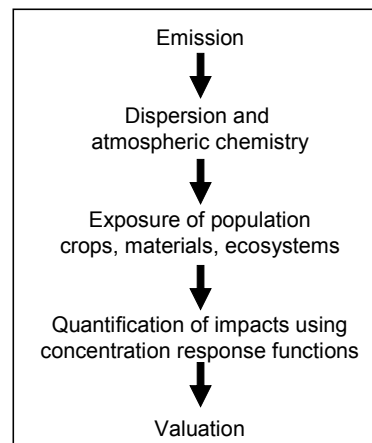 Emission
Dispersion and
atmospheric chemistry
Exposure of population
crops, materials, ecosystems
Quantification of impacts using
concentration response functions
Valuation